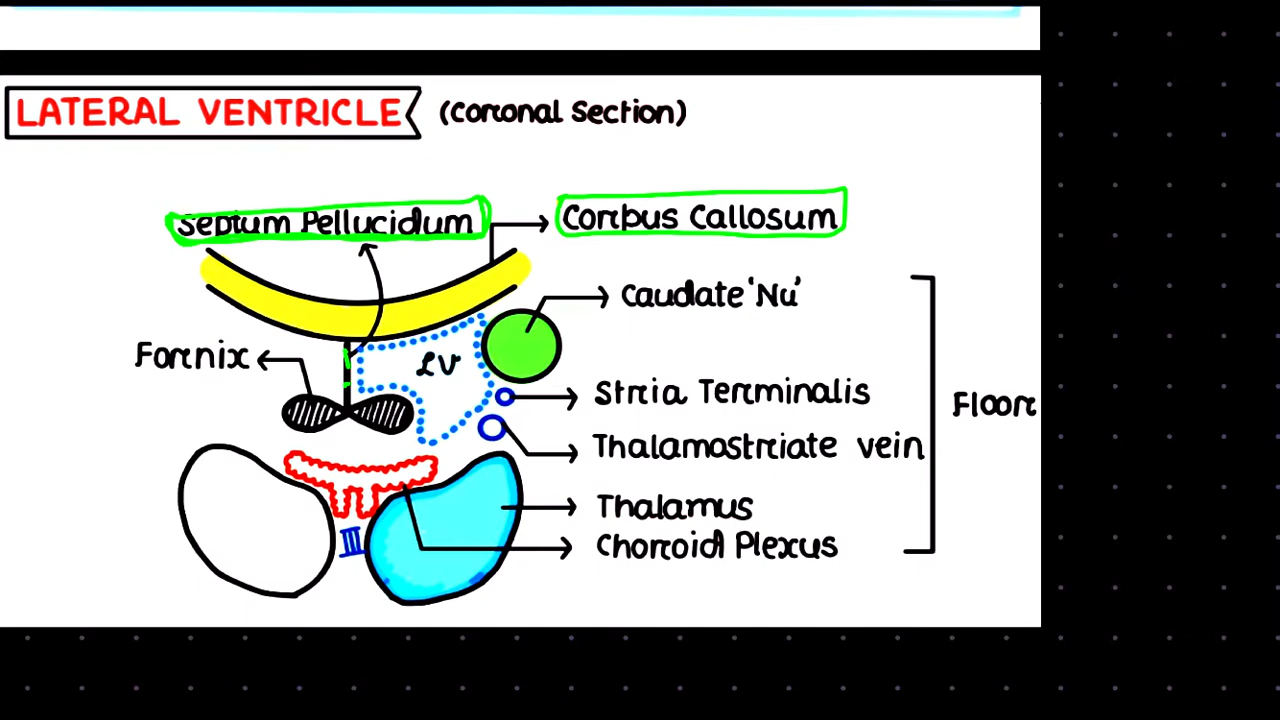 LATERAL VENTRICLE (Coronal Section)
Septum Pellucidum
Corpus Callosum
Caudate 'Nu'
Fornix
LV
Stria Terminalis
Floor
Thalamostriate vein
Thalamus
III
Choroid Plexus